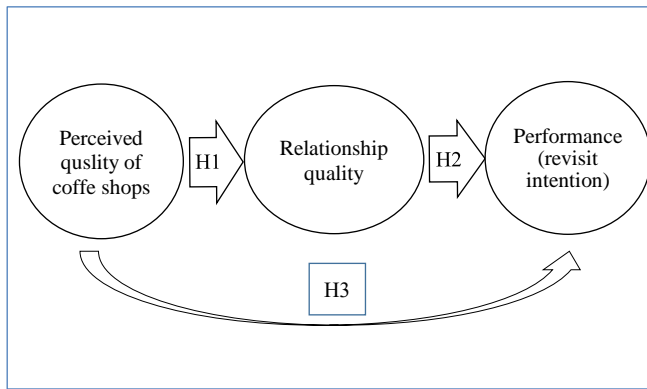 Perceived
quslity of
coffe shops
H1
Relationship
quality
H2
Performance
(revisit
intention)
H3